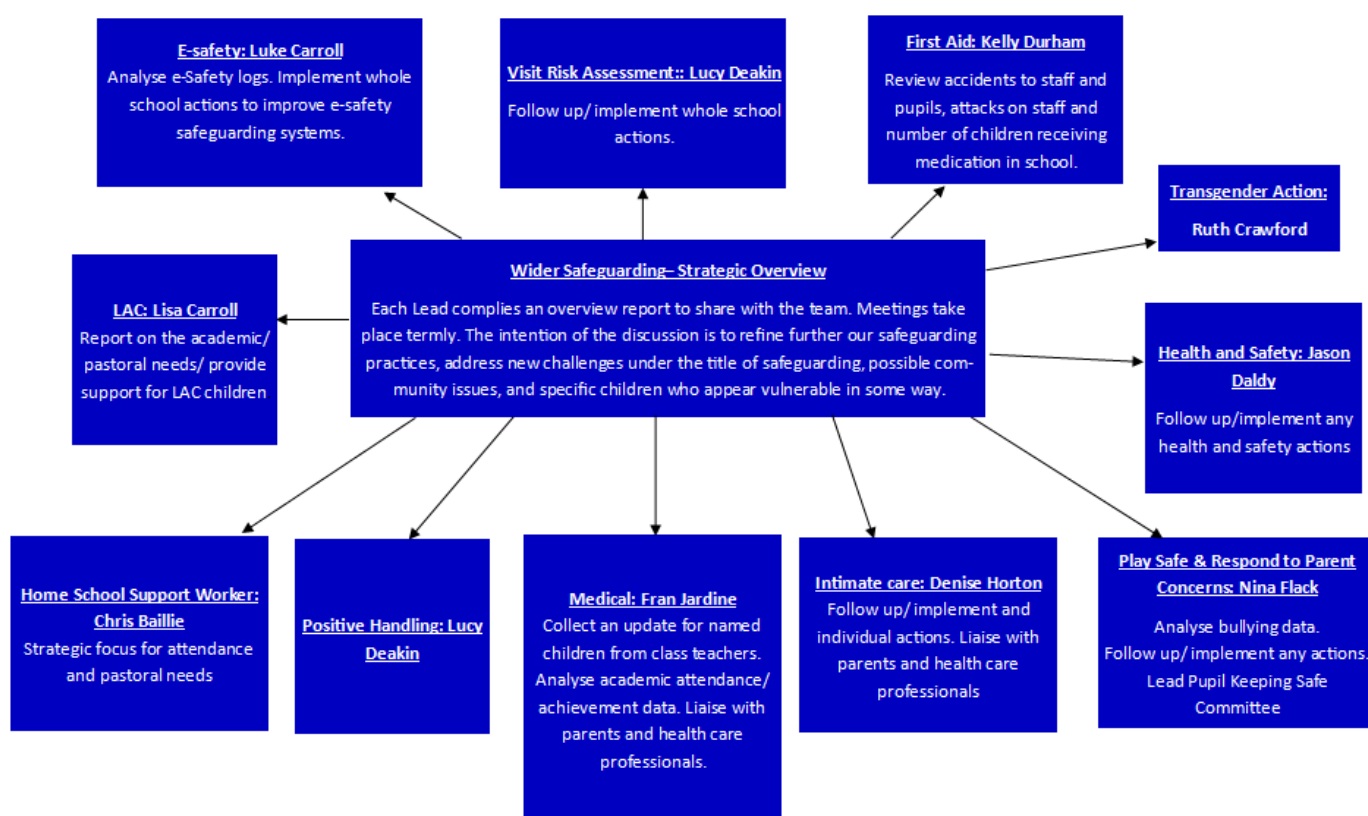 E-safety: Luke Carroll
Analyse e-Safety logs. Implement whole
school actions to improve e-safety
safeguarding systems.
Visit Risk Assessment:: Lucy Deakin
Follow up/ implement whole school
actions.
First Aid: Kelly Durham
Review accidents to staff and
pupils, attacks on staff and
number of children receiving
medication in school.
Transgender Action:
Ruth Crawford
Wider Safeguarding– Strategic Overview
Each Lead complies an overview report to share with the team. Meetings take
place termly. The intention of the discussion is to refine further our safeguarding
practices, address new challenges under the title of safeguarding, possible com-
munity issues, and specific children who appear vulnerable in some way.
LAC: Lisa Carroll
Report on the academic/
pastoral needs/ provide
support for LAC children
Health and Safety: Jason
Daldy
Follow up/implement any
health and safety actions
Home School Support Worker:
Chris Baillie
Strategic focus for attendance
and pastoral needs
Positive Handling: Lucy
Deakin
Medical: Fran Jardine
Collect an update for named
children from class teachers.
Analyse academic attendance/
achievement data. Liaise with
parents and health care
professionals.
Intimate care: Denise Horton
Follow up/ implement and
individual actions. Liaise with
parents and health care
professionals
Play Safe & Respond to Parent
Concerns: Nina Flack
Analyse bullying data.
Follow up/ implement any actions.
Lead Pupil Keeping Safe
Committee